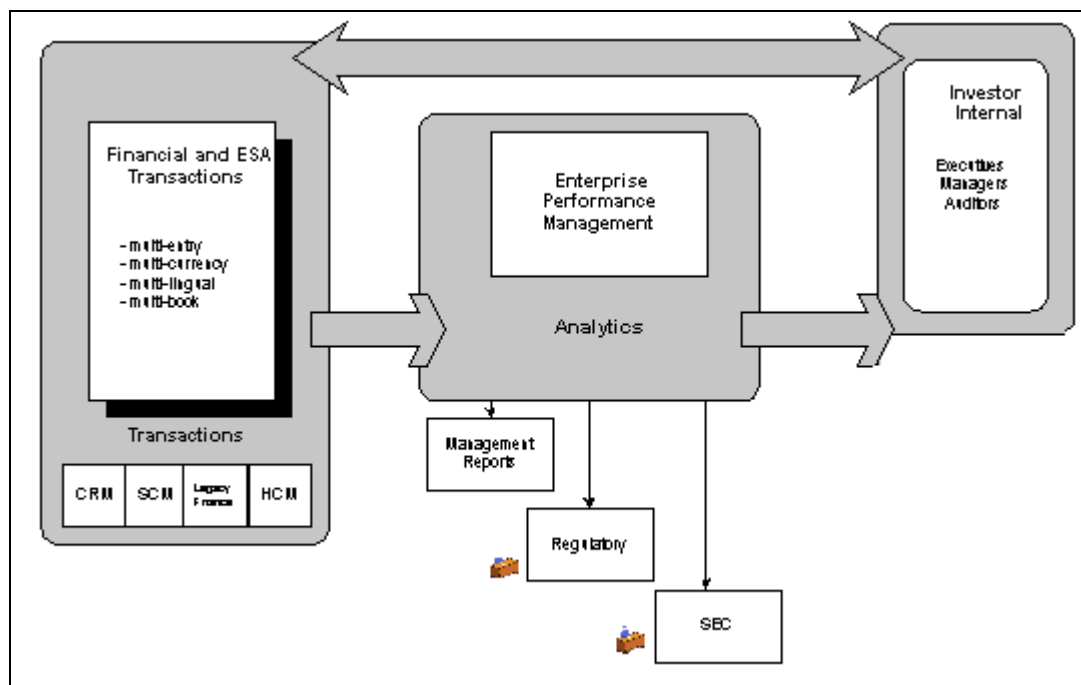 Financial and ESA
Transactions
- multi-entry
- multi-currency
- multi-lingual
- multi-book
Transactions
CRM
SCM
Legacy
Finance
HCM
Enterprise
Performance
Management
Analytics
Management
Reports
Regulatory
SEC
Investor
Internal
Executives
Managers
Auditors